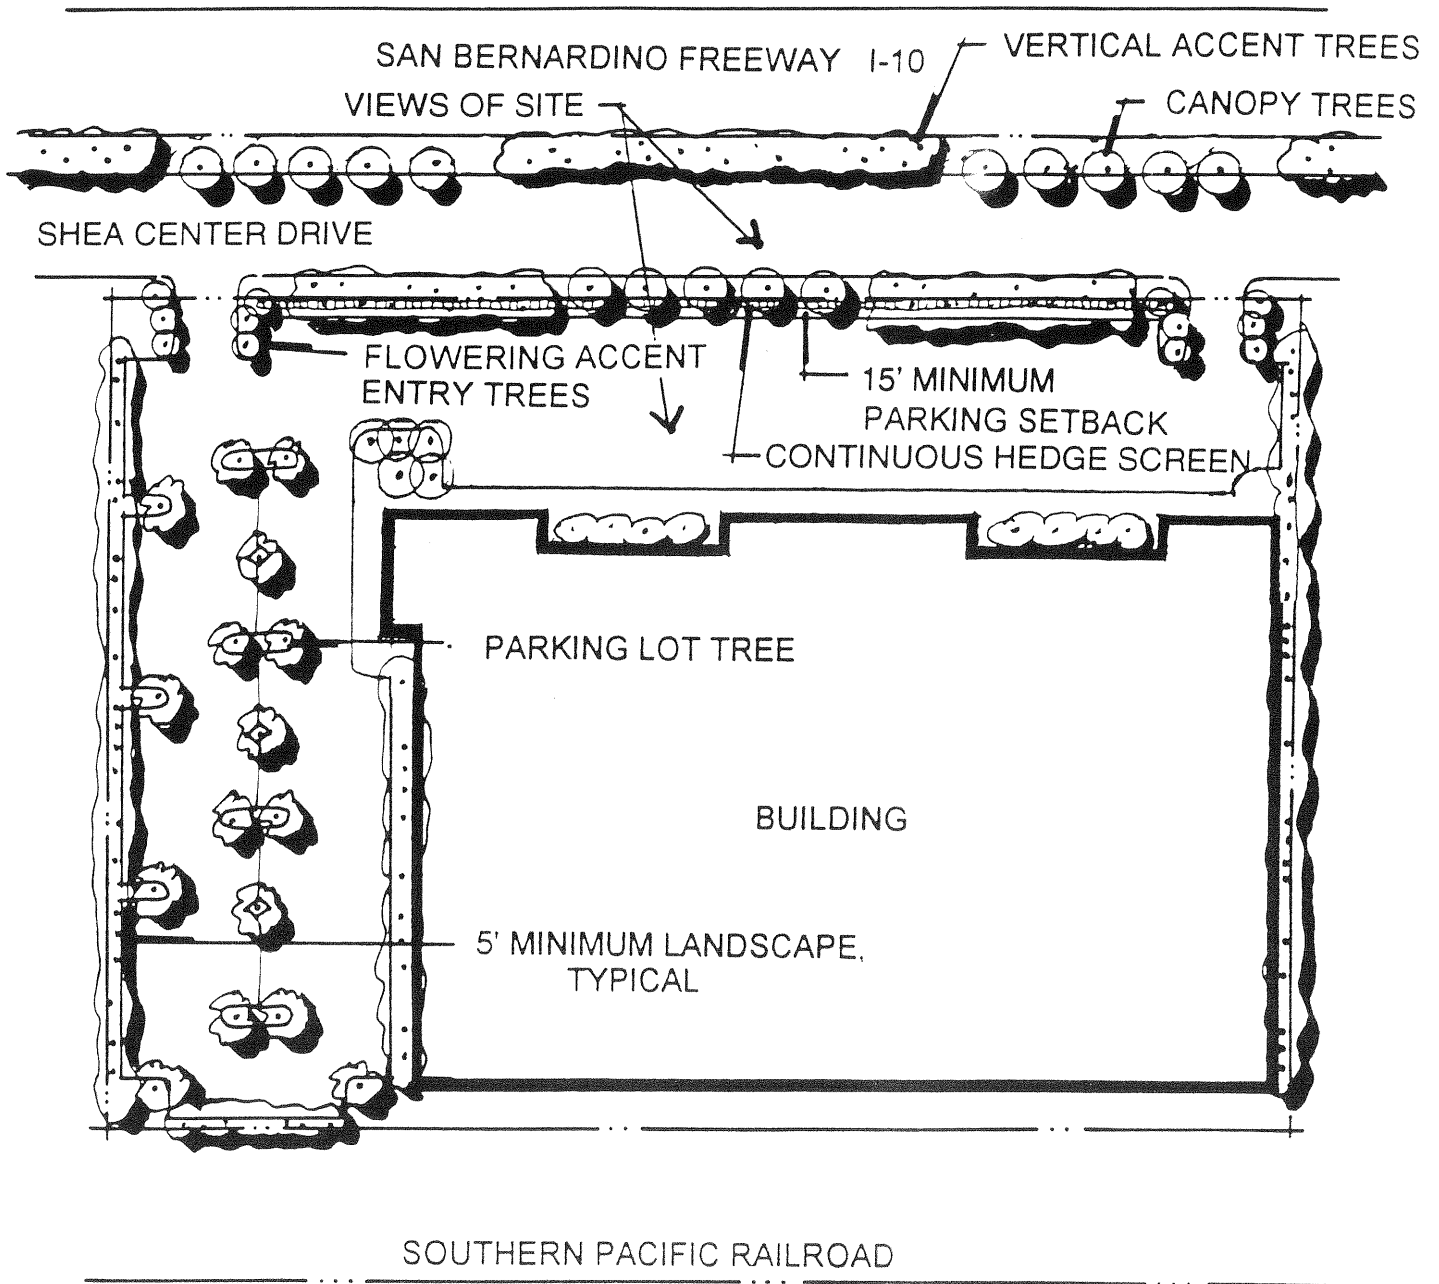 SAN BERNARDINO FREEWAY I-10
VERTICAL ACCENT TREES
VIEWS OF SITE
CANOPY TREES
SHEA CENTER DRIVE
FLOWERING ACCENT
ENTRY TREES
15' MINIMUM
PARKING SETBACK
CONTINUOUS HEDGE SCREEN
PARKING LOT TREE
BUILDING
5' MINIMUM LANDSCAPE,
TYPICAL
SOUTHERN PACIFIC RAILROAD